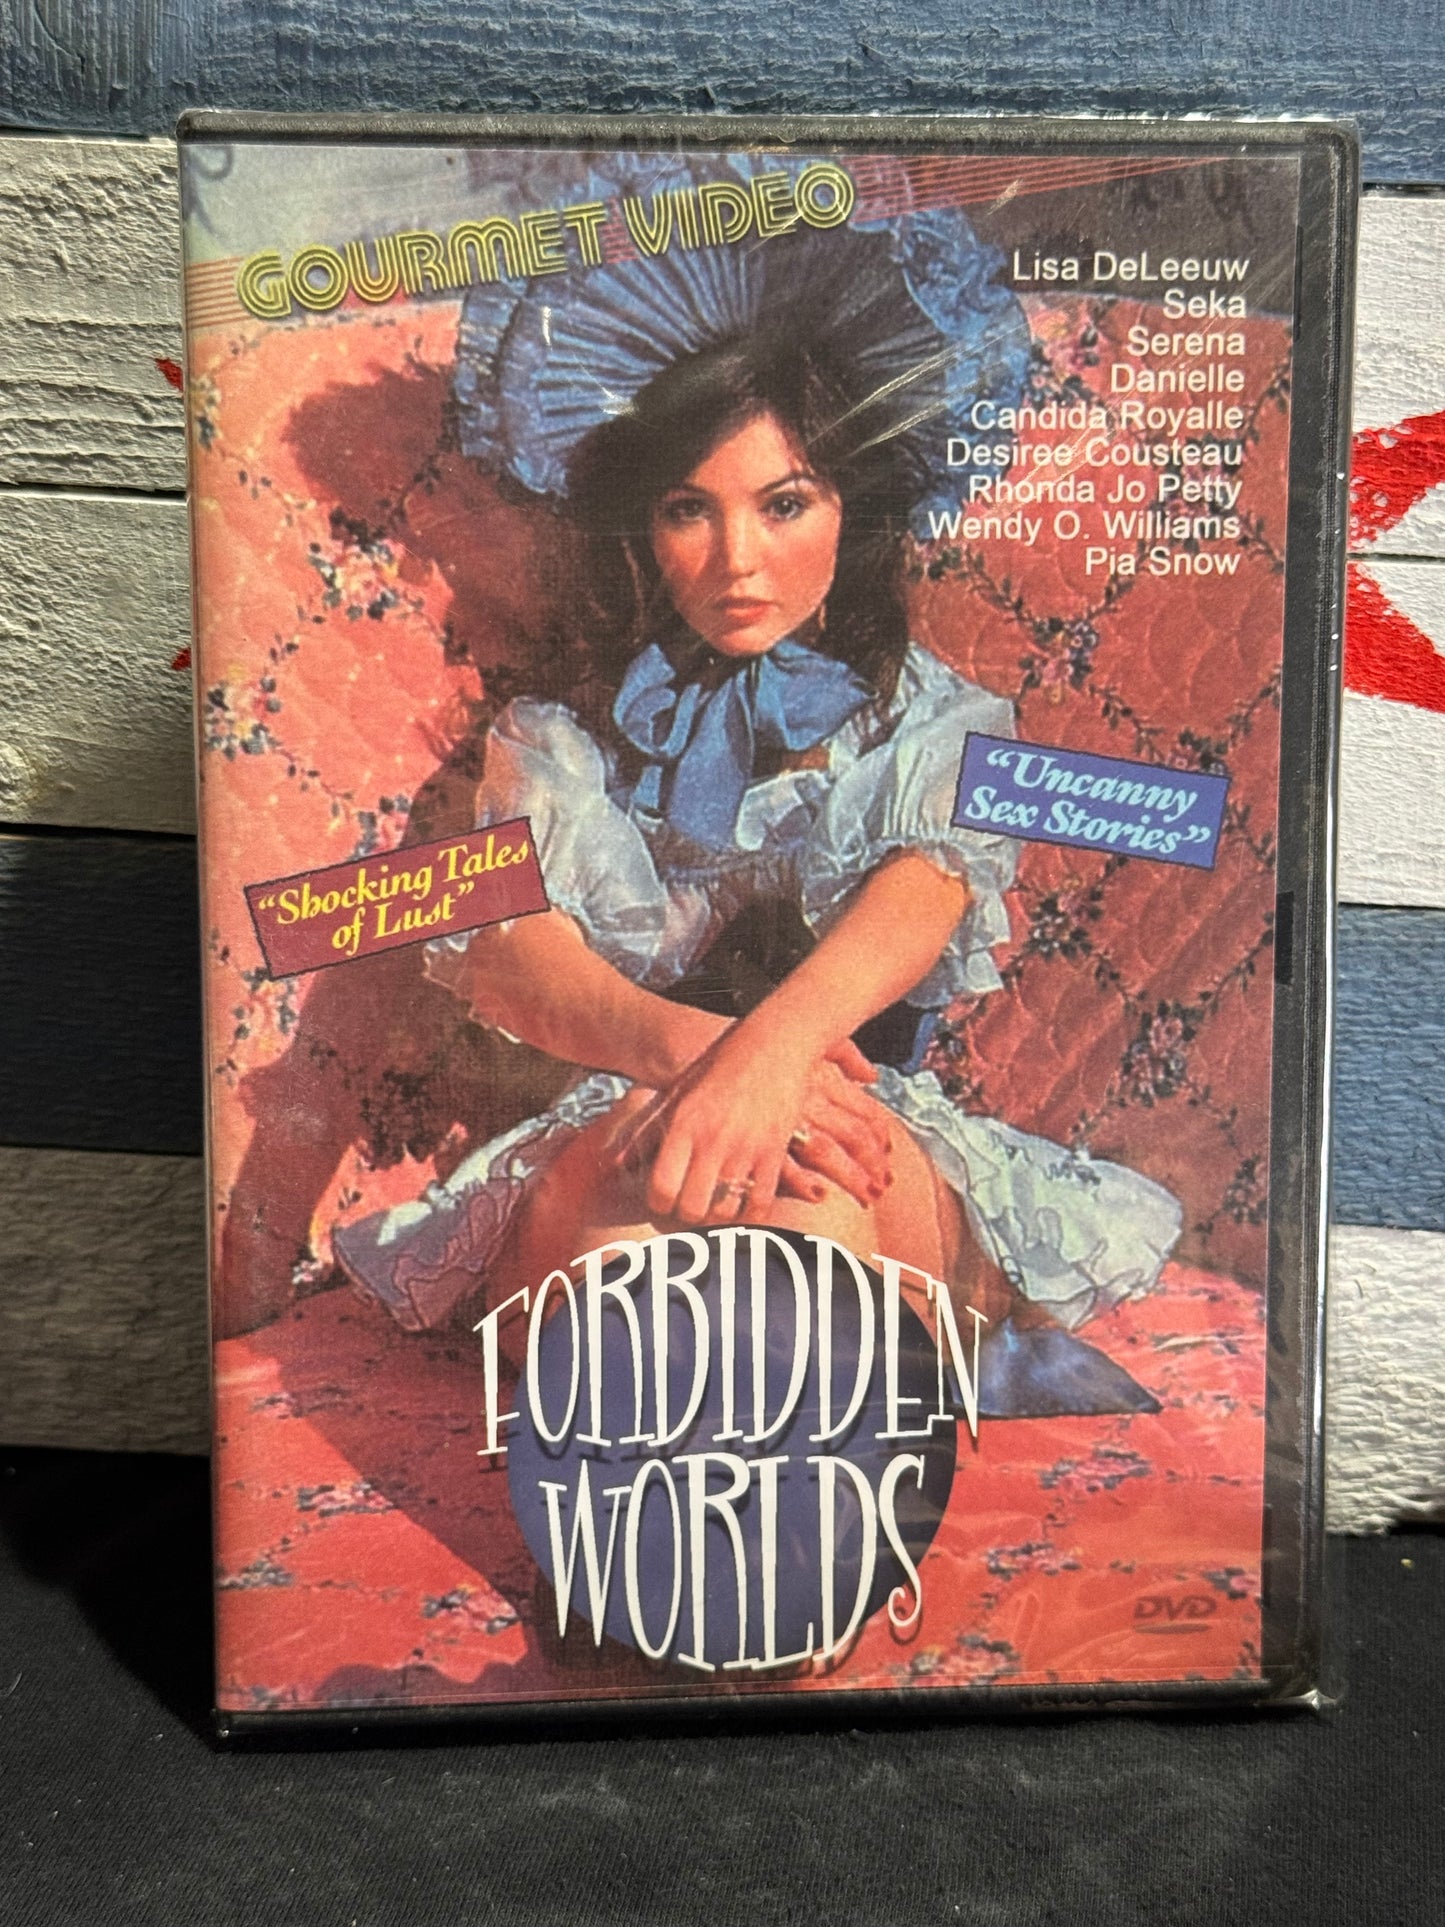 GOURMET VIDEO
Lisa DeLeeuw
Seka
Serena
Danielle
Candida Royalle
Desiree Cousteau
Rhonda Jo Petty
Wendy O. Williams
Pia Snow
“Uncanny
Sex Stories”
“Shocking Tales
of Lust”
FORBIDDEN
WORLDS
DVD